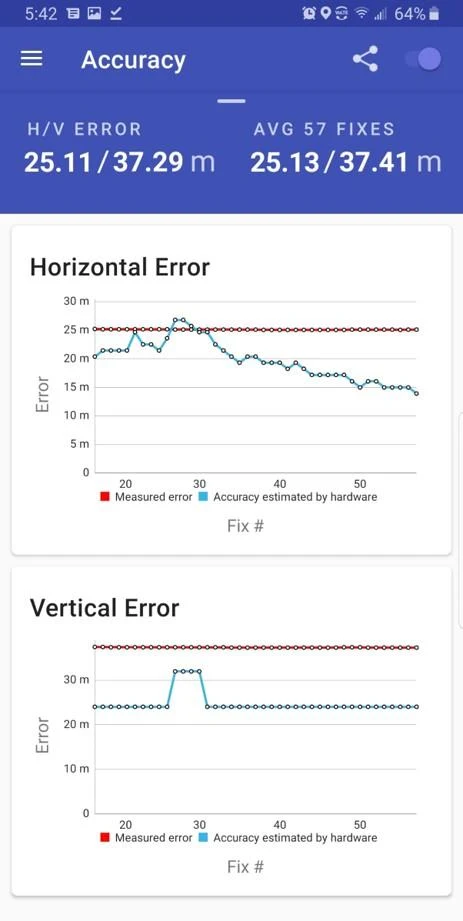 5:42 64%
Accuracy
H/V ERROR AVG 57 FIXES
25.11/37.29 m 25.13/37.41 m
Horizontal Error
30 m
25 m
20 m
15 m
10 m
5 m
0
Error
20 30 40 50
Measured error Accuracy estimated by hardware
Fix #
Vertical Error
30 m
20 m
10 m
0
Error
20 30 40 50
Measured error Accuracy estimated by hardware
Fix #